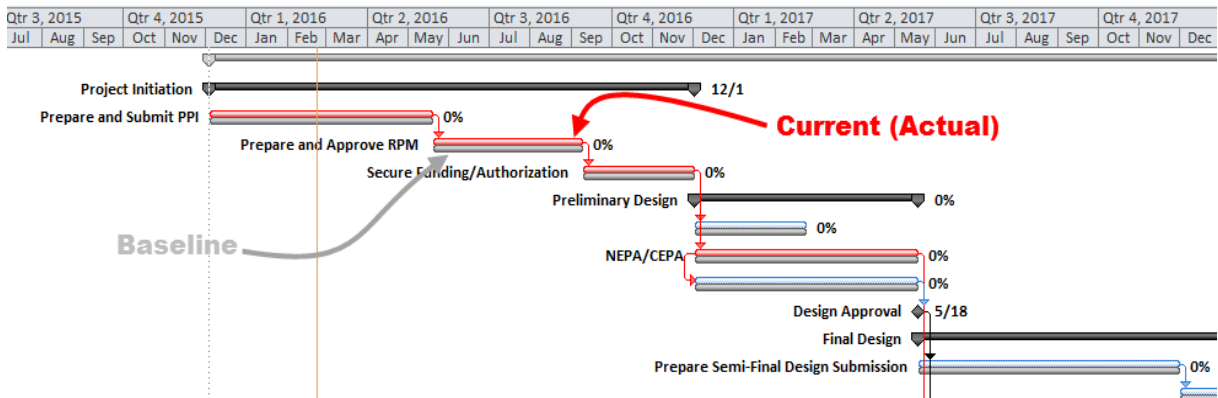 Qtr 3, 2015 Qtr 4, 2015 Qtr 1, 2016 Qtr 2, 2016 Qtr 3, 2016 Qtr 4, 2016 Qtr 1, 2017 Qtr 2, 2017 Qtr 3, 2017 Qtr 4, 2017
Jul Aug Sep Oct Nov Dec Jan Feb Mar Apr May Jun Jul Aug Sep Oct Nov Dec Jan Feb Mar Apr May Jun Jul Aug Sep Oct Nov Dec
Project Initiation 12/1
Prepare and Submit PPI 0%
Current (Actual)
Prepare and Approve RPM 0%
Secure Funding/Authorization 0%
Preliminary Design 0%
0%
Baseline
NEPA/CEPA 0%
0%
Design Approval 5/18
Final Design
Prepare Semi-Final Design Submission 0%